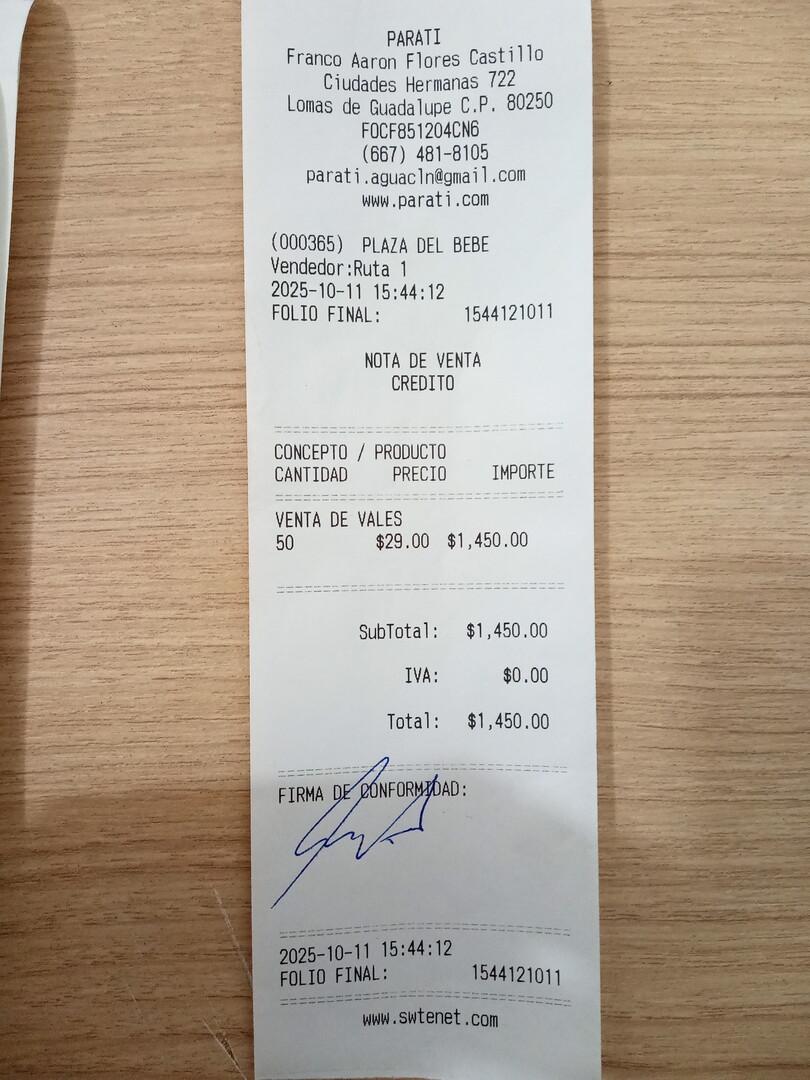 PARATI
Franco Aaron Flores Castillo
Ciudades Hermanas 722
Lomas de Guadalupe C.P. 80250
FOCF851204CN6
(667) 481-8105
parati.aguacln@gmail.com
www.parati.com
(000365) PLAZA DEL BEBE
Vendedor:Ruta 1
2025-10-11 15:44:12
FOLIO FINAL: 1544121011
NOTA DE VENTA
CREDITO
CONCEPTO / PRODUCTO
CANTIDAD PRECIO IMPORTE
VENTA DE VALES
50 $29.00 $1,450.00
SubTotal: $1,450.00
IVA: $0.00
Total: $1,450.00
FIRMA DE CONFORMIDAD:
2025-10-11 15:44:12
FOLIO FINAL: 1544121011
www.swtenet.com